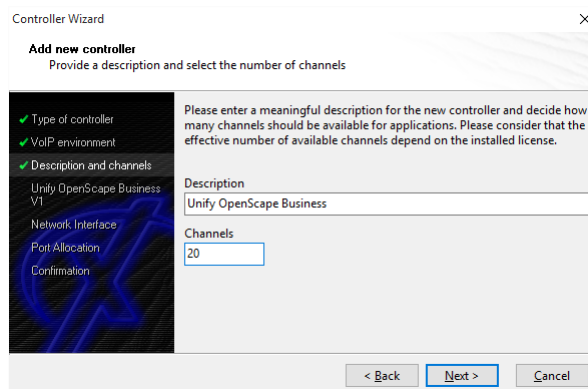 Controller Wizard
Add new controller
Provide a description and select the number of channels
Type of controller
VoIP environment
Description and channels
Unify OpenScape Business
V1
Network Interface
Port Allocation
Confirmation
Please enter a meaningful description for the new controller and decide how
many channels should be available for applications. Please consider that the
effective number of available channels depend on the installed license.
Description
Unify OpenScape Business
Channels
20
< Back
Next >
Cancel